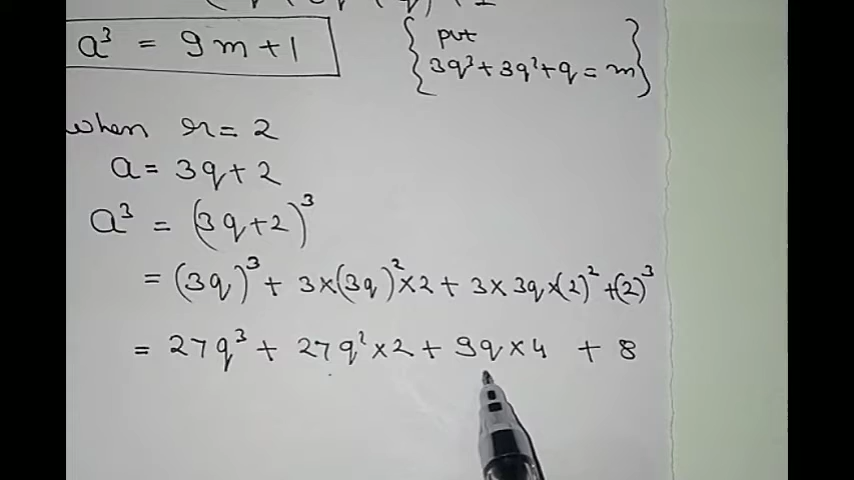 a³ = 9m+1
{ put
3q³+3q²+q = m }
when r = 2
a = 3q+2
a³ = (3q+2)³
= (3q)³ + 3×(3q)²×2 + 3×3q×(2)² + (2)³
= 27q³ + 27q²×2 + 9q×4 + 8